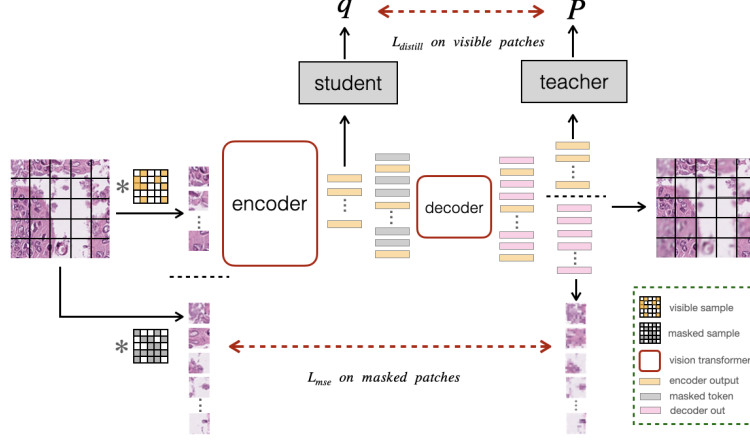 q
P
L_distill on visible patches
student
teacher
*
encoder
decoder
*
L_mse on masked patches
visible sample
masked sample
vision transformer
encoder output
masked token
decoder out